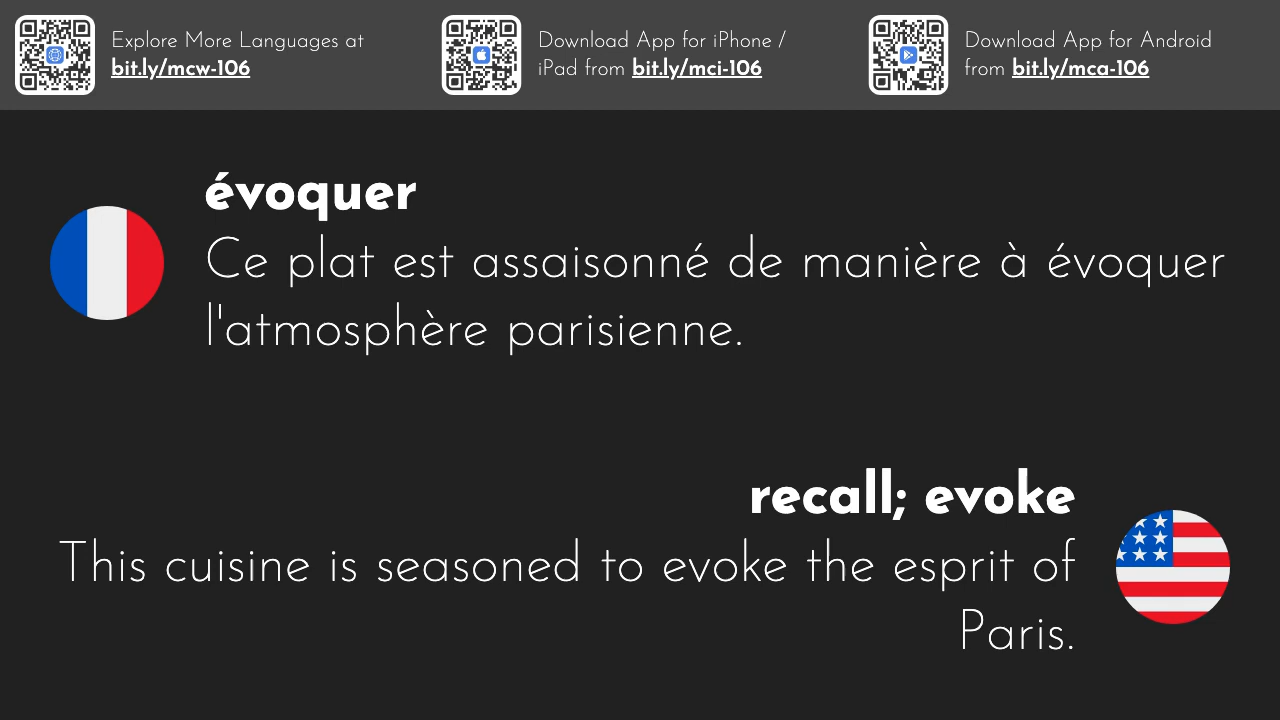 Explore More Languages at
bit.ly/mcw-106
Download App for iPhone /
iPad from bit.ly/mci-106
Download App for Android
from bit.ly/mca-106
évoquer
Ce plat est assaisonné de manière à évoquer
l'atmosphère parisienne.
recall; evoke
This cuisine is seasoned to evoke the esprit of
Paris.